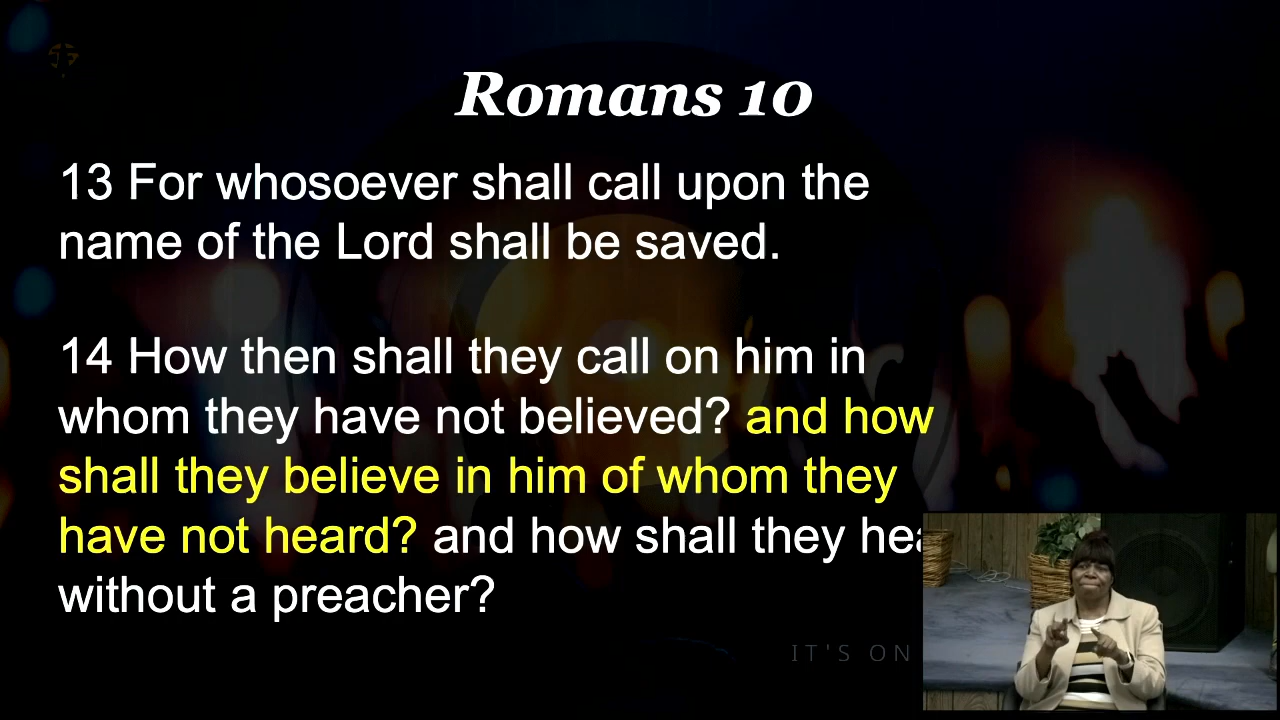 Romans 10
13 For whosoever shall call upon the
name of the Lord shall be saved.
14 How then shall they call on him in
whom they have not believed? and how
shall they believe in him of whom they
have not heard? and how shall they hea
without a preacher?
IT'S ON